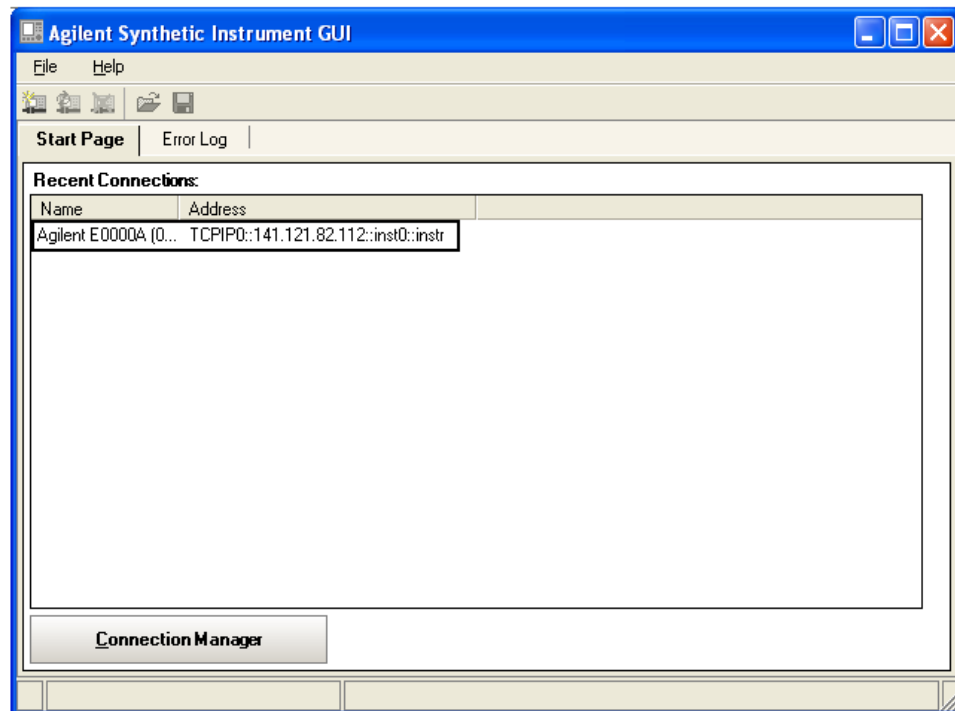 Agilent Synthetic Instrument GUI
File Help
Start Page Error Log
Recent Connections:
Name Address
Agilent E0000A (0... TCPIP0::141.121.82.112::inst0::instr
Connection Manager